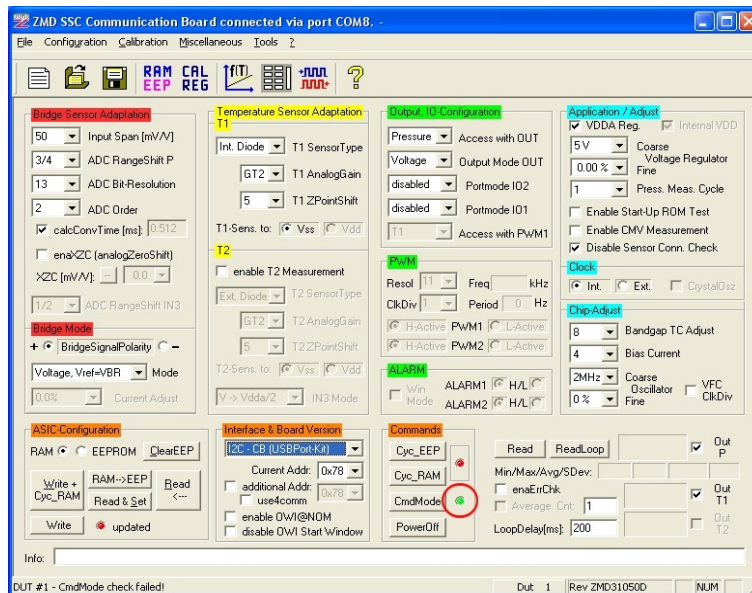 ZMD SSC Communication Board connected via port COM8. -
File Configuration Calibration Miscellaneous Tools ?
RAM EEP CAL REG f(T) ?
Bridge Sensor Adaptation
50 Input Span [mV/V]
3/4 ADC RangeShift P
13 ADC Bit-Resolution
2 ADC Order
calcConvTime [ms]: 0.512
enaXZC (analogZeroShift)
XZC [mV/V]: - 0.0
1/2 ADC RangeShift IN3
Bridge Mode
+ BridgeSignalPolarity -
Voltage, Vref=VBR Mode
0.0% Current Adjust
Temperature Sensor Adaptation
T1
Int. Diode T1 SensorType
GT2 T1 AnalogGain
5 T1 ZPointShift
T1-Sens. to: Vss Vdd
T2
enable T2 Measurement
Ext. Diode T2 SensorType
GT2 T2 AnalogGain
5 T2 ZPointShift
T2-Sens. to: Vss Vdd
V -> Vdda/2 IN3 Mode
Output, IO-Configuration
Pressure Access with OUT
Voltage Output Mode OUT
disabled Portmode IO2
disabled Portmode IO1
T1 Access with PWM1
PWM
Resol 11 Freq kHz
ClkDiv 1 Period 0 Hz
H-Active PWM1 L-Active
H-Active PWM2 L-Active
ALARM
Win Mode ALARM1 H/L
ALARM2 H/L
Application / Adjust
VDDA Reg. Internal VDD
5 V Coarse
Voltage Regulator
0.00 % Fine
1 Press. Meas. Cycle
Enable Start-Up ROM Test
Enable CMV Measurement
Disable Sensor Conn. Check
Clock
Int. Ext. CrystalOsz
Chip-Adjust
8 Bandgap TC Adjust
4 Bias Current
2MHz Coarse
Oscillator VFC ClkDiv
0 % Fine
ASIC-Configuration
RAM EEPROM ClearEEP
Write + Cyc_RAM RAM-->EEP Read <---
Read & Set
Write updated
Interface & Board Version
I2C - CB (USBPort-Kit)
Current Addr: 0x78
additional Addr: 0x78
use4comm
enable OWI@NOM
disable OWI Start Window
Commands
Cyc_EEP
Cyc_RAM
CmdMode
PowerOff
Read ReadLoop Out P
Min/Max/Avg/SDev:
enaErrChk Out T1
Average Cnt: 1
LoopDelay[ms]: 200 Out T2
Info:
DUT #1 - CmdMode check failed! Dut 1 Rev ZMD31050D NUM